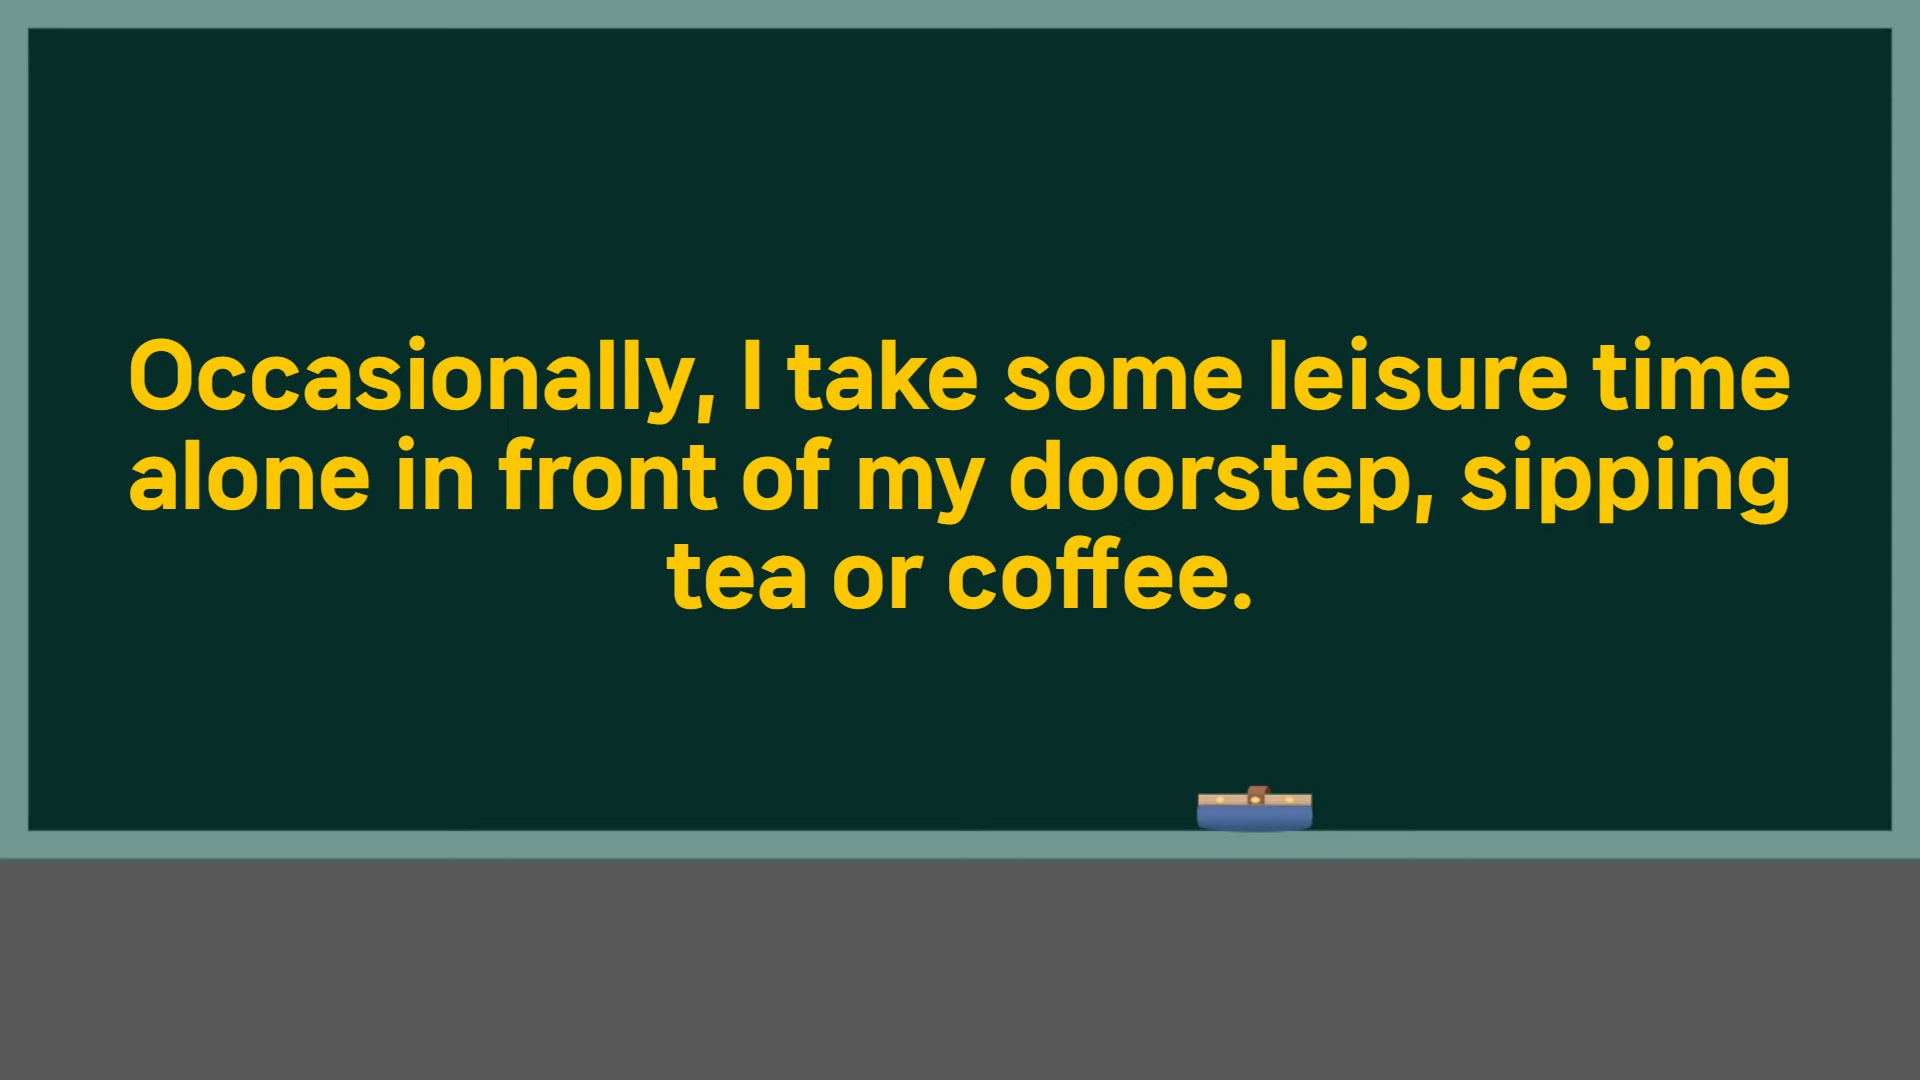 Occasionally, I take some leisure time
alone in front of my doorstep, sipping
tea or coffee.